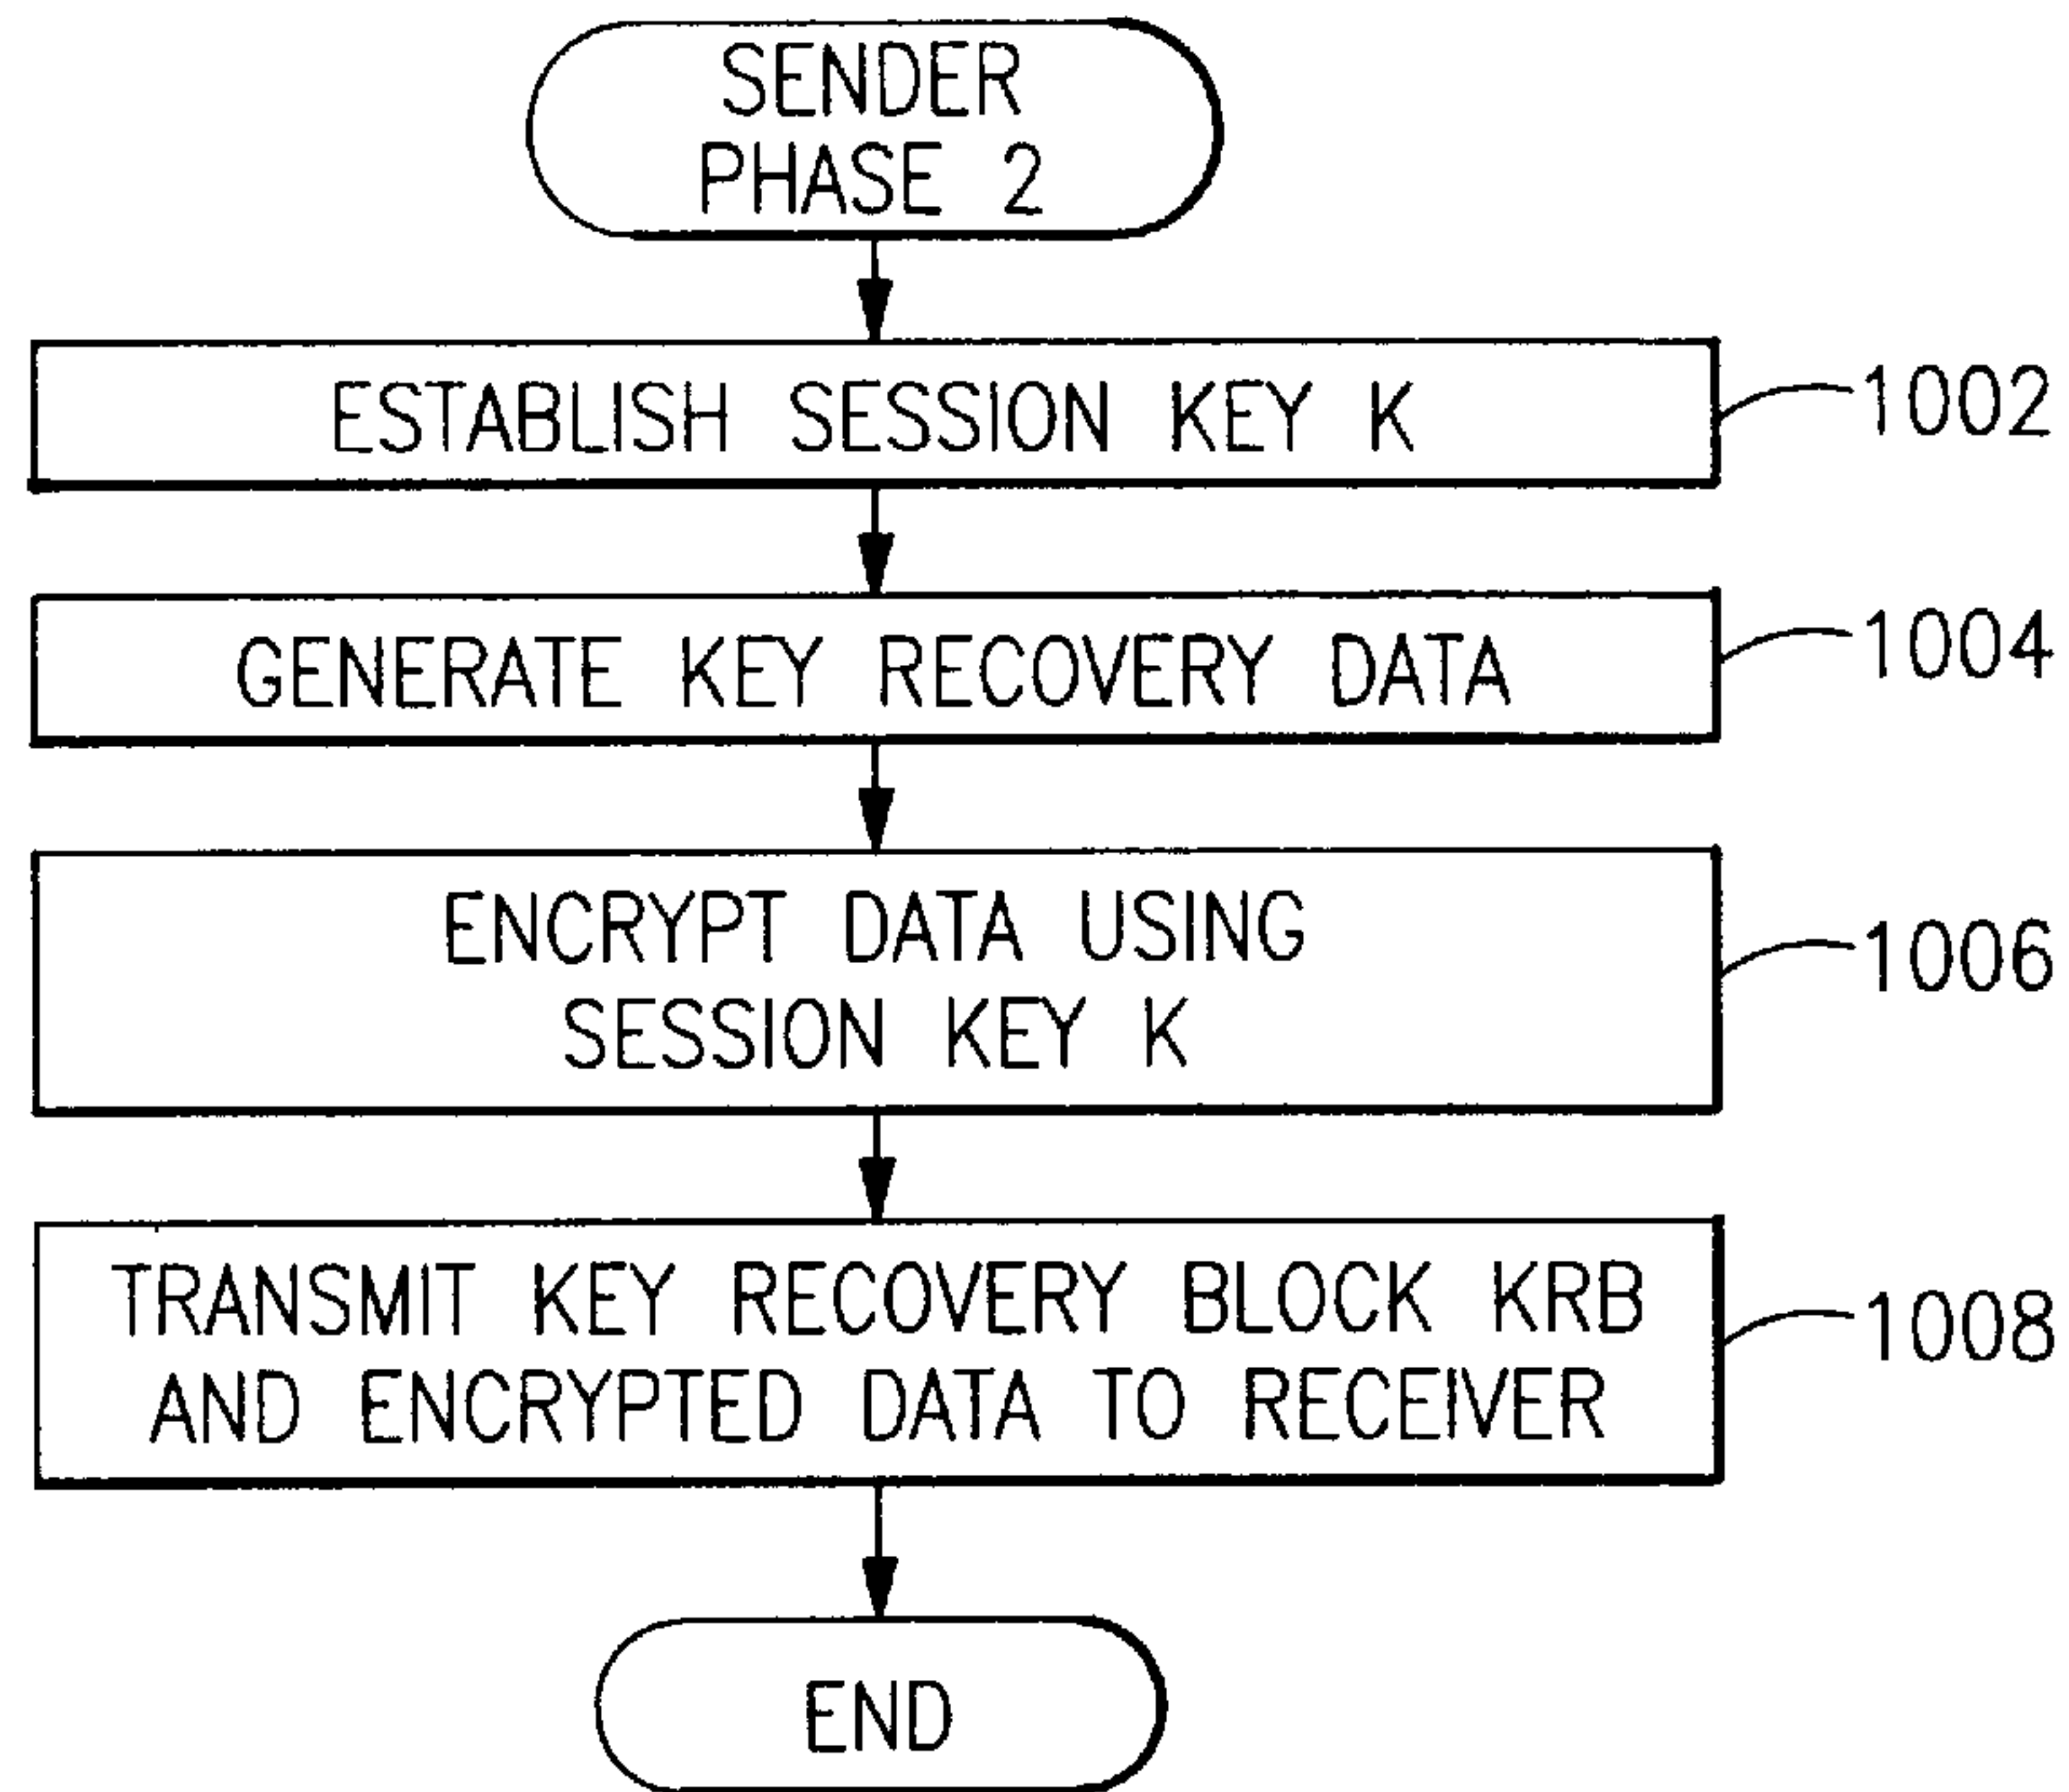 SENDER
PHASE 2
ESTABLISH SESSION KEY K
1002
GENERATE KEY RECOVERY DATA
1004
ENCRYPT DATA USING
SESSION KEY K
1006
TRANSMIT KEY RECOVERY BLOCK KRB
AND ENCRYPTED DATA TO RECEIVER
1008
END